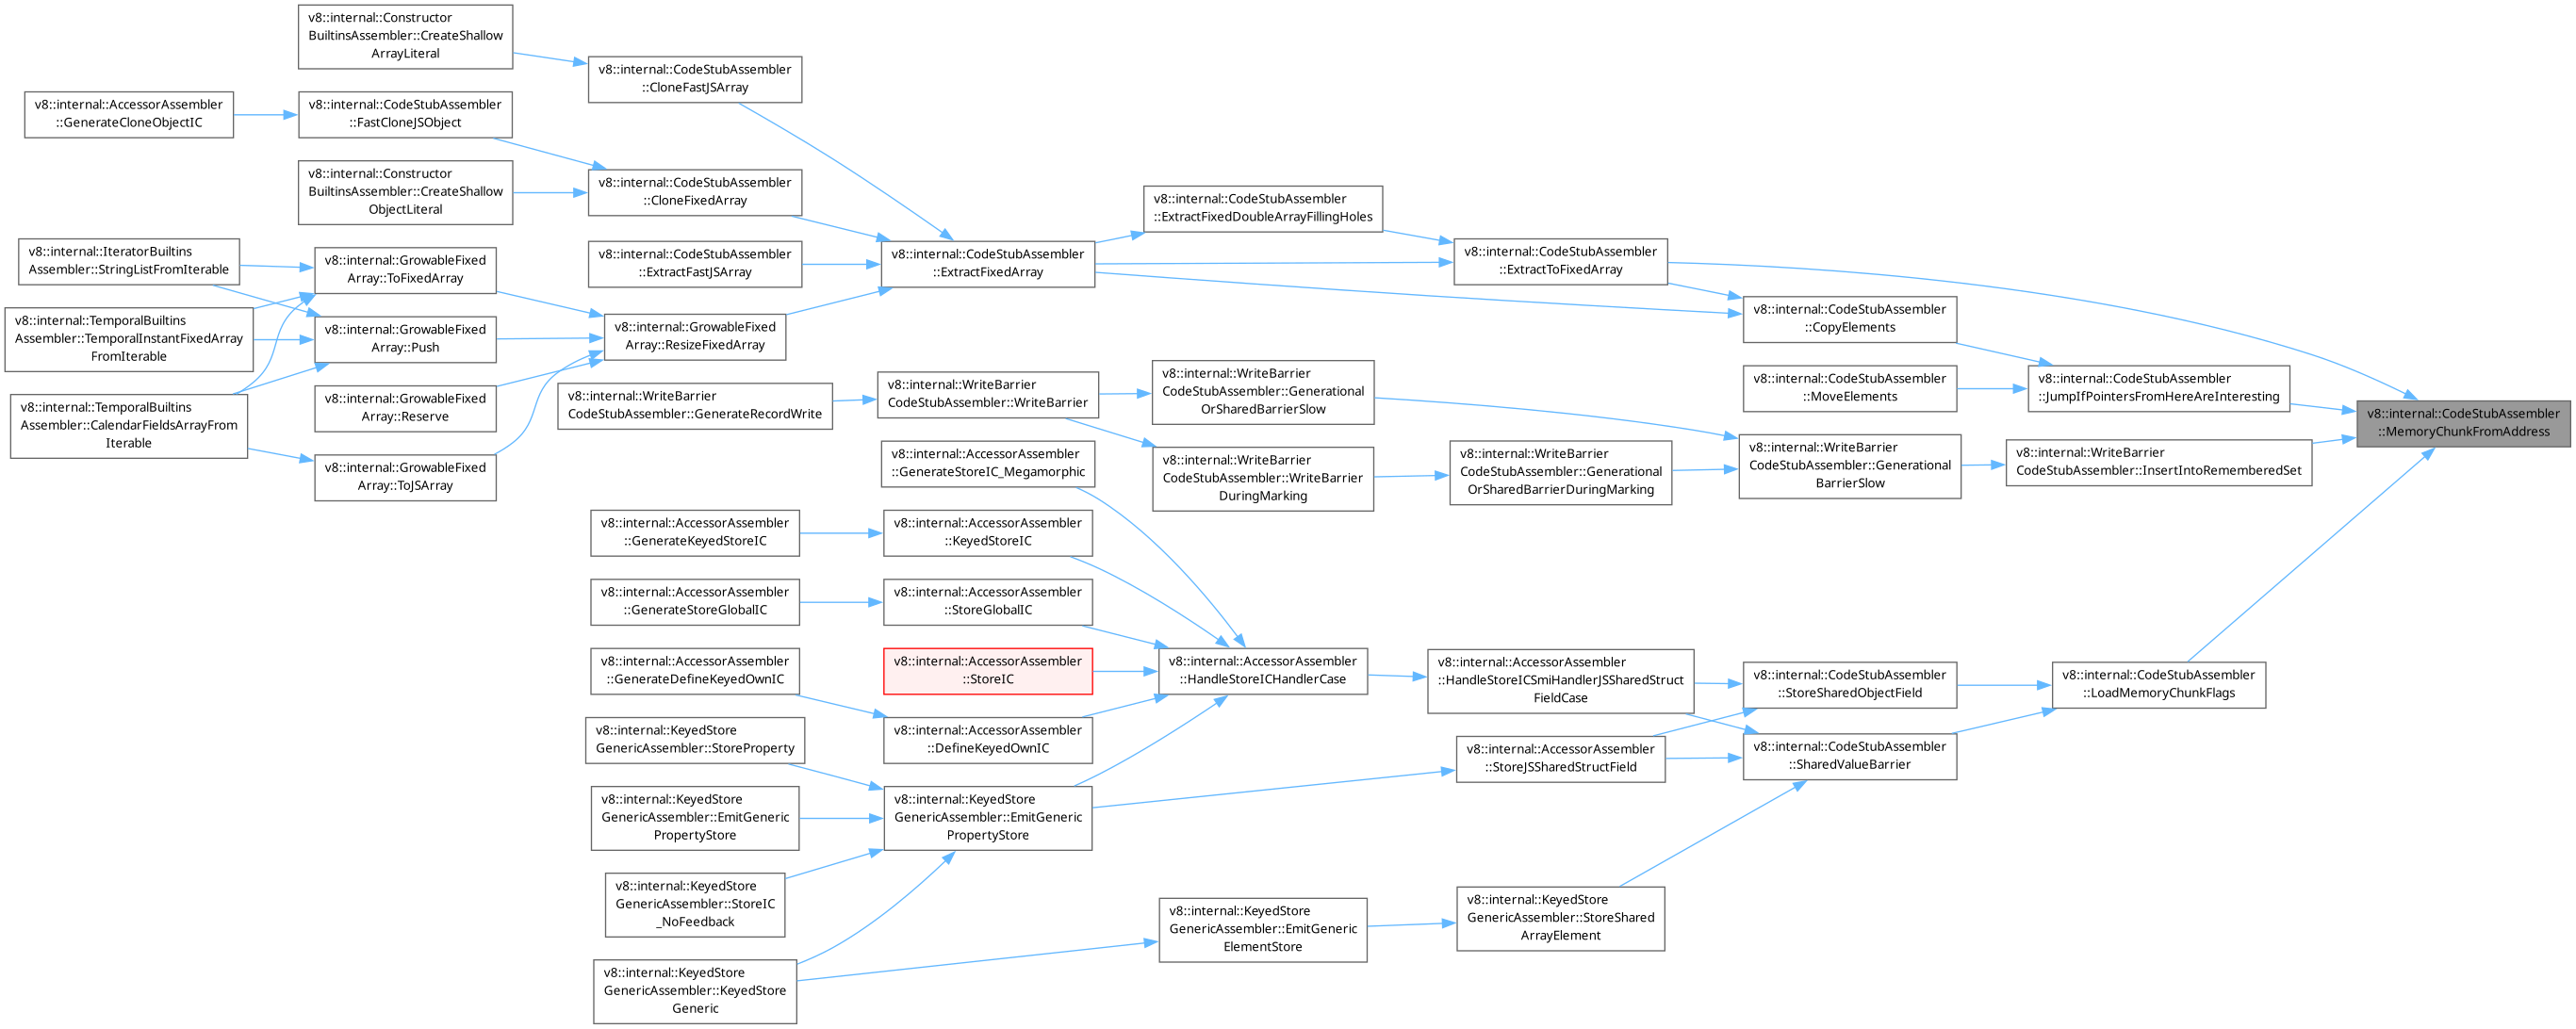 v8::internal::Constructor
BuiltinsAssembler::CreateShallow
ArrayLiteral
v8::internal::CodeStubAssembler
::CloneFastJSArray
v8::internal::AccessorAssembler
::GenerateCloneObjectIC
v8::internal::CodeStubAssembler
::FastCloneJSObject
v8::internal::Constructor
BuiltinsAssembler::CreateShallow
ObjectLiteral
v8::internal::CodeStubAssembler
::CloneFixedArray
v8::internal::CodeStubAssembler
::ExtractFixedDoubleArrayFillingHoles
v8::internal::IteratorBuiltins
Assembler::StringListFromIterable
v8::internal::GrowableFixed
Array::ToFixedArray
v8::internal::CodeStubAssembler
::ExtractFastJSArray
v8::internal::CodeStubAssembler
::ExtractFixedArray
v8::internal::CodeStubAssembler
::ExtractToFixedArray
v8::internal::TemporalBuiltins
Assembler::TemporalInstantFixedArray
FromIterable
v8::internal::GrowableFixed
Array::Push
v8::internal::GrowableFixed
Array::ResizeFixedArray
v8::internal::CodeStubAssembler
::CopyElements
v8::internal::TemporalBuiltins
Assembler::CalendarFieldsArrayFrom
Iterable
v8::internal::GrowableFixed
Array::Reserve
v8::internal::WriteBarrier
CodeStubAssembler::GenerateRecordWrite
v8::internal::WriteBarrier
CodeStubAssembler::WriteBarrier
v8::internal::WriteBarrier
CodeStubAssembler::Generational
OrSharedBarrierSlow
v8::internal::CodeStubAssembler
::MoveElements
v8::internal::CodeStubAssembler
::JumpIfPointersFromHereAreInteresting
v8::internal::CodeStubAssembler
::MemoryChunkFromAddress
v8::internal::GrowableFixed
Array::ToJSArray
v8::internal::AccessorAssembler
::GenerateStoreIC_Megamorphic
v8::internal::WriteBarrier
CodeStubAssembler::WriteBarrier
DuringMarking
v8::internal::WriteBarrier
CodeStubAssembler::Generational
OrSharedBarrierDuringMarking
v8::internal::WriteBarrier
CodeStubAssembler::Generational
BarrierSlow
v8::internal::WriteBarrier
CodeStubAssembler::InsertIntoRememberedSet
v8::internal::AccessorAssembler
::GenerateKeyedStoreIC
v8::internal::AccessorAssembler
::KeyedStoreIC
v8::internal::AccessorAssembler
::GenerateStoreGlobalIC
v8::internal::AccessorAssembler
::StoreGlobalIC
v8::internal::AccessorAssembler
::GenerateDefineKeyedOwnIC
v8::internal::AccessorAssembler
::StoreIC
v8::internal::AccessorAssembler
::HandleStoreICHandlerCase
v8::internal::AccessorAssembler
::HandleStoreICSmiHandlerJSSharedStruct
FieldCase
v8::internal::CodeStubAssembler
::StoreSharedObjectField
v8::internal::CodeStubAssembler
::LoadMemoryChunkFlags
v8::internal::KeyedStore
GenericAssembler::StoreProperty
v8::internal::AccessorAssembler
::DefineKeyedOwnIC
v8::internal::AccessorAssembler
::StoreJSSharedStructField
v8::internal::CodeStubAssembler
::SharedValueBarrier
v8::internal::KeyedStore
GenericAssembler::EmitGeneric
PropertyStore
v8::internal::KeyedStore
GenericAssembler::EmitGeneric
PropertyStore
v8::internal::KeyedStore
GenericAssembler::StoreIC
_NoFeedback
v8::internal::KeyedStore
GenericAssembler::EmitGeneric
ElementStore
v8::internal::KeyedStore
GenericAssembler::StoreShared
ArrayElement
v8::internal::KeyedStore
GenericAssembler::KeyedStore
Generic